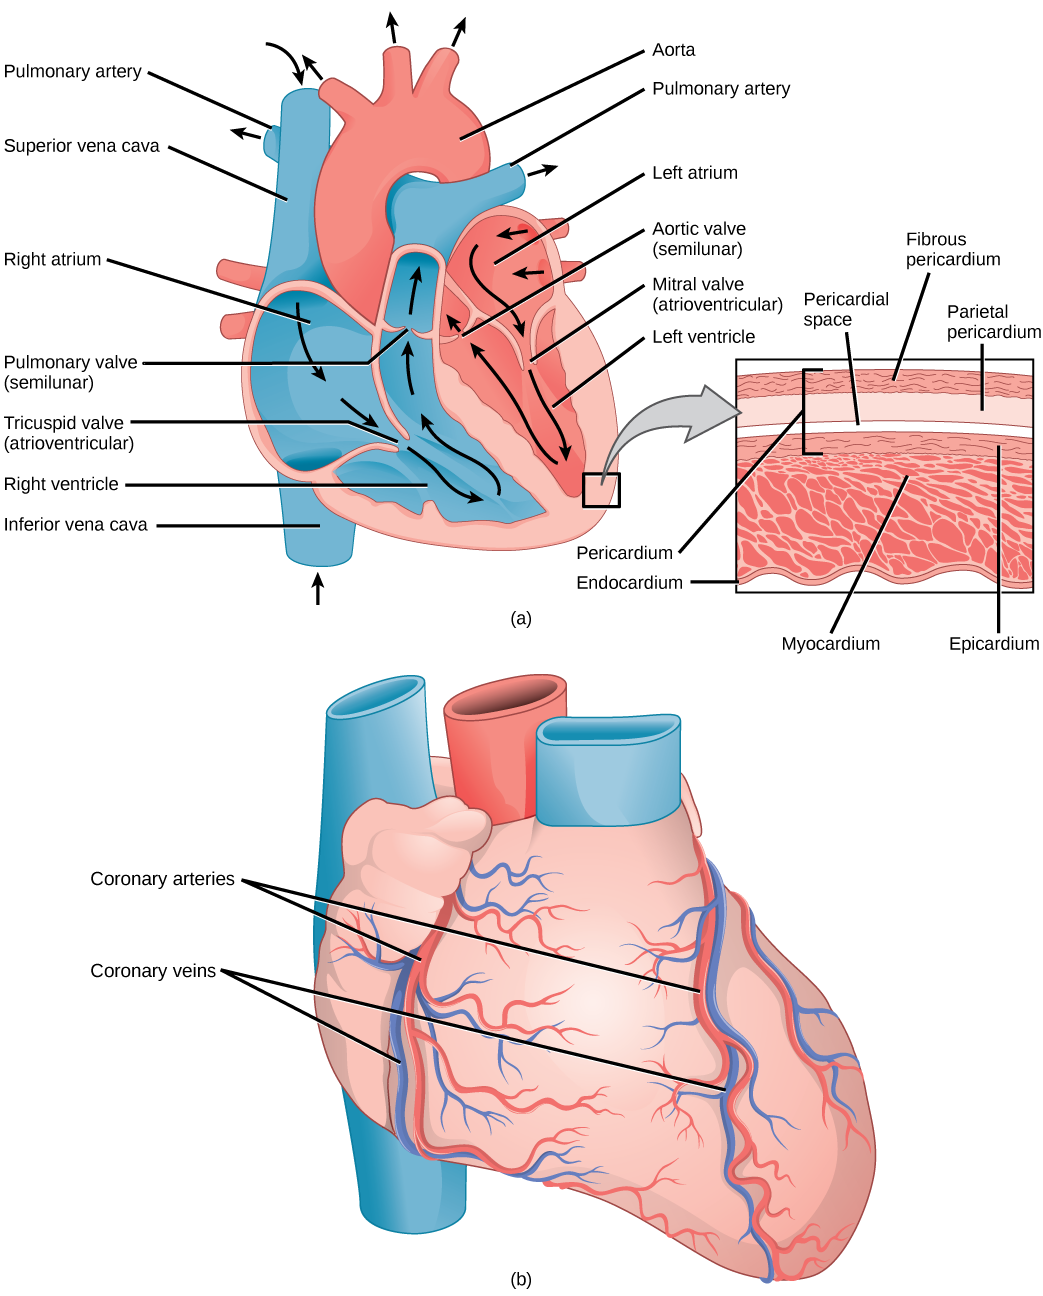 Pulmonary artery
Superior vena cava
Right atrium
Pulmonary valve
(semilunar)
Tricuspid valve
(atrioventricular)
Right ventricle
Inferior vena cava
Aorta
Pulmonary artery
Left atrium
Aortic valve
(semilunar)
Mitral valve
(atrioventricular)
Left ventricle
Fibrous
pericardium
Pericardial
space
Parietal
pericardium
Pericardium
Endocardium
Myocardium
Epicardium
(a)
Coronary arteries
Coronary veins
(b)